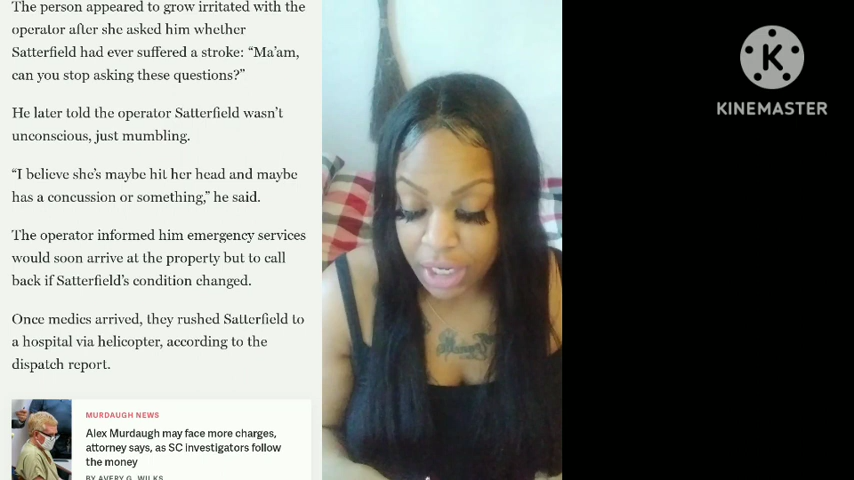 The person appeared to grow irritated with the
operator after she asked him whether
Satterfield had ever suffered a stroke: “Ma’am,
can you stop asking these questions?”
He later told the operator Satterfield wasn’t
unconscious, just mumbling.
“I believe she’s maybe hit her head and maybe
has a concussion or something,” he said.
The operator informed him emergency services
would soon arrive at the property but to call
back if Satterfield’s condition changed.
Once medics arrived, they rushed Satterfield to
a hospital via helicopter, according to the
dispatch report.
MURDAUGH NEWS
Alex Murdaugh may face more charges,
attorney says, as SC investigators follow
the money
BY AVERY G. WILKS
KINEMASTER